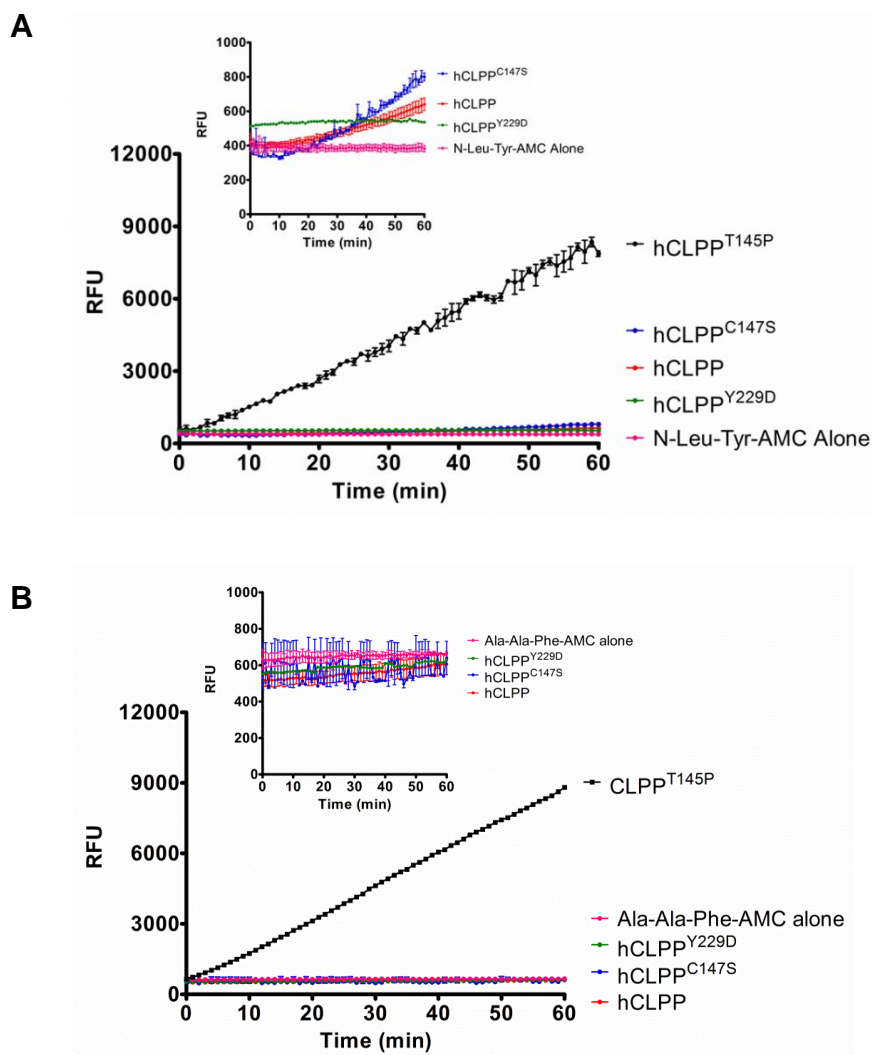 A
1000
800
600
400
200
0
RFU
0 10 20 30 40 50 60
Time (min)
hCLPP^C147S
hCLPP
hCLPP^Y229D
N-Leu-Tyr-AMC Alone
12000
9000
6000
3000
0
RFU
0 10 20 30 40 50 60
Time (min)
hCLPP^T145P
hCLPP^C147S
hCLPP
hCLPP^Y229D
N-Leu-Tyr-AMC Alone
B
1000
800
600
400
200
0
RFU
0 10 20 30 40 50 60
Time (min)
Ala-Ala-Phe-AMC alone
hCLPP^Y229D
hCLPP^C147S
hCLPP
12000
9000
6000
3000
0
RFU
0 10 20 30 40 50 60
Time (min)
CLPP^T145P
Ala-Ala-Phe-AMC alone
hCLPP^Y229D
hCLPP^C147S
hCLPP